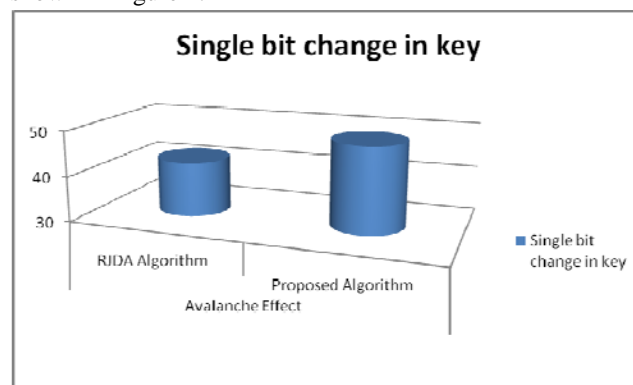 Single bit change in key
50
40
30
RJDA Algorithm
Proposed Algorithm
Avalanche Effect
Single bit
change in key